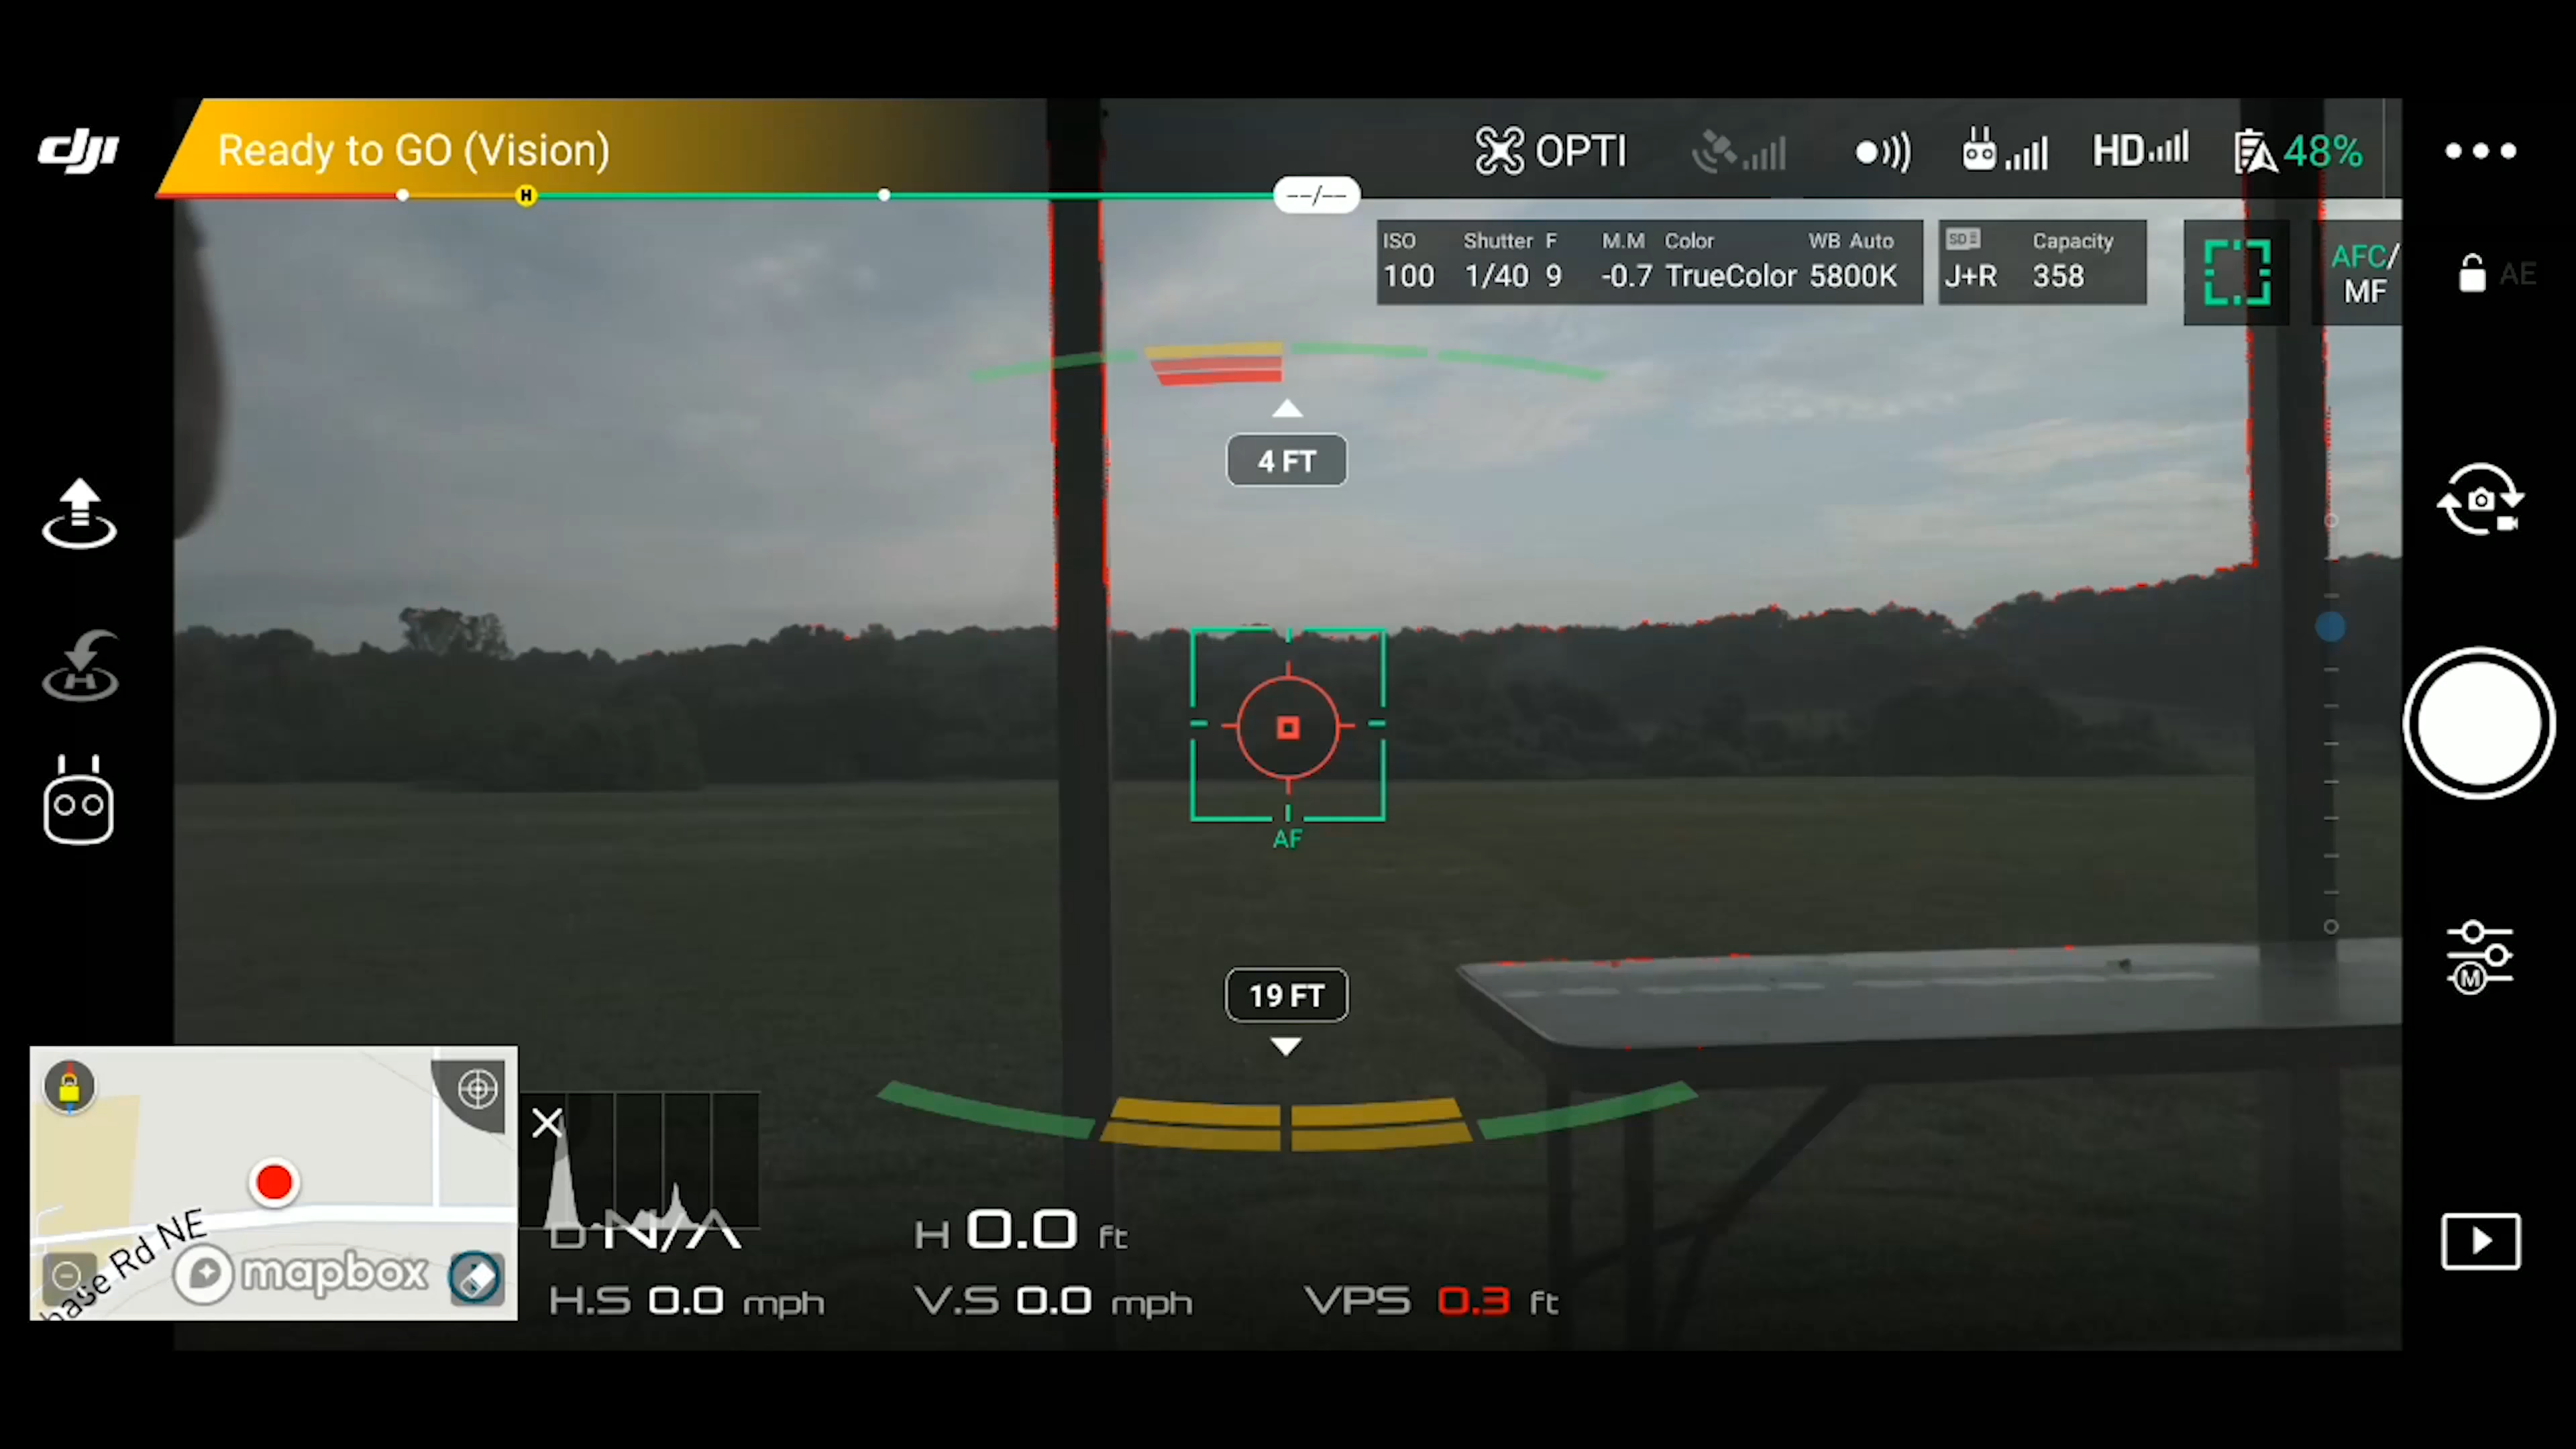 dji
Ready to GO (Vision)
OPTI
HD
48%
H
--/--
ISO Shutter F M.M Color WB Auto
100 1/40 9 -0.7 TrueColor 5800K
SD Capacity
J+R 358
AFC/
MF
AE
4 FT
H
AF
19 FT
M
hase Rd NE
mapbox
D N/A
H 0.0 ft
H.S 0.0 mph
V.S 0.0 mph
VPS 0.3 ft